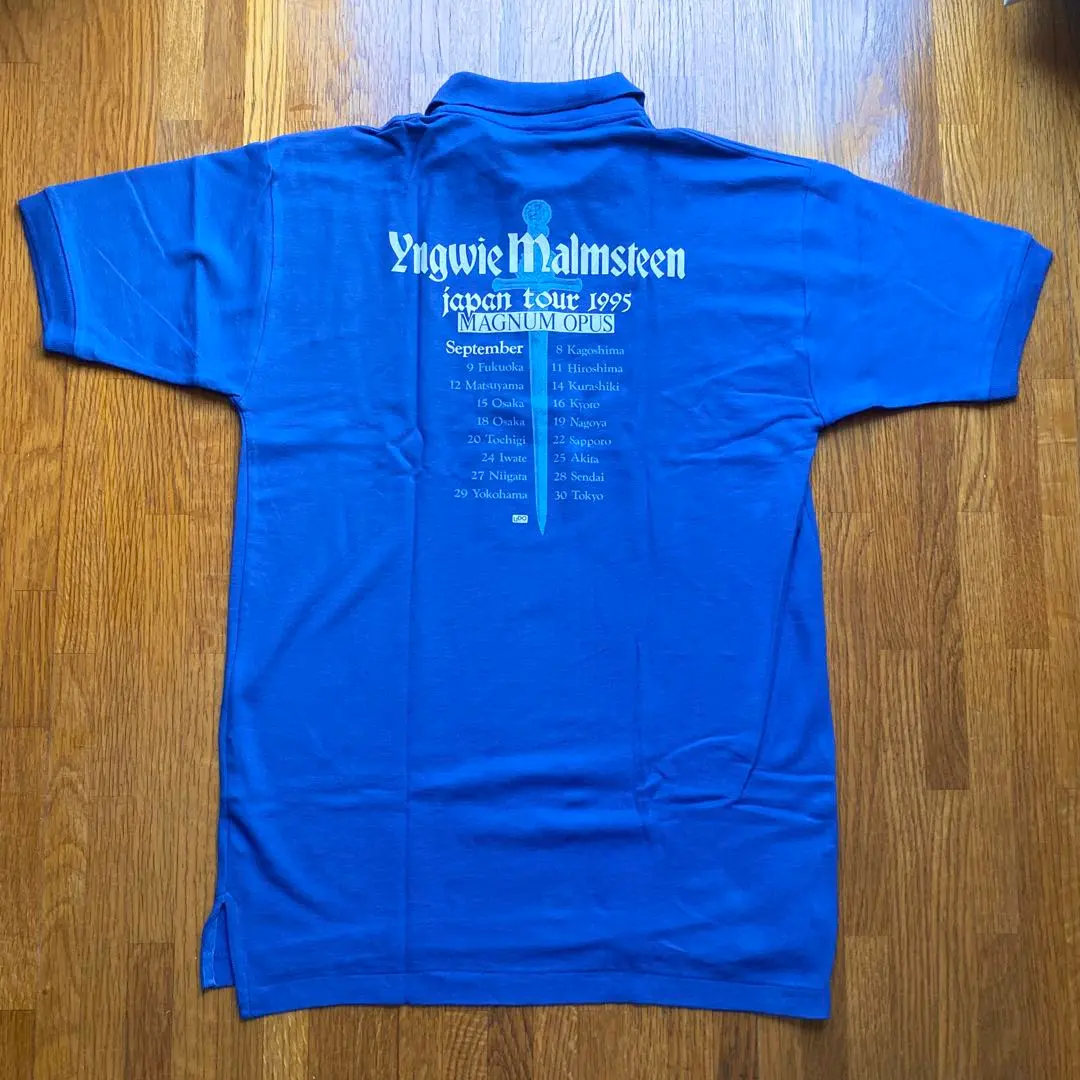 Yngwie Malmsteen
japan tour 1995
MAGNUM OPUS
September 8 Kagoshima
9 Fukuoka 11 Hiroshima
12 Matsuyama 14 Kurashiki
15 Osaka 16 Kyoto
18 Osaka 19 Nagoya
20 Tochigi 22 Sapporo
24 Iwate 25 Akita
27 Niigata 28 Sendai
29 Yokohama 30 Tokyo